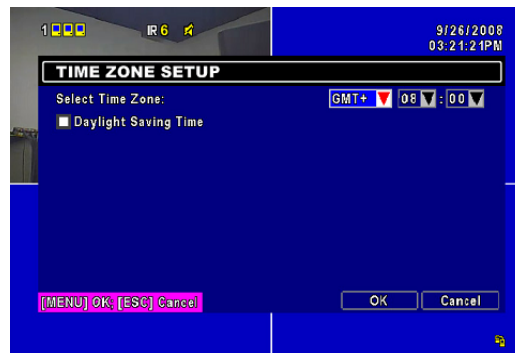 1 IR 6 9/26/2008
03:21:21PM
TIME ZONE SETUP
Select Time Zone: GMT+ 08 : 00
Daylight Saving Time
[MENU] OK, [ESC] Cancel OK Cancel